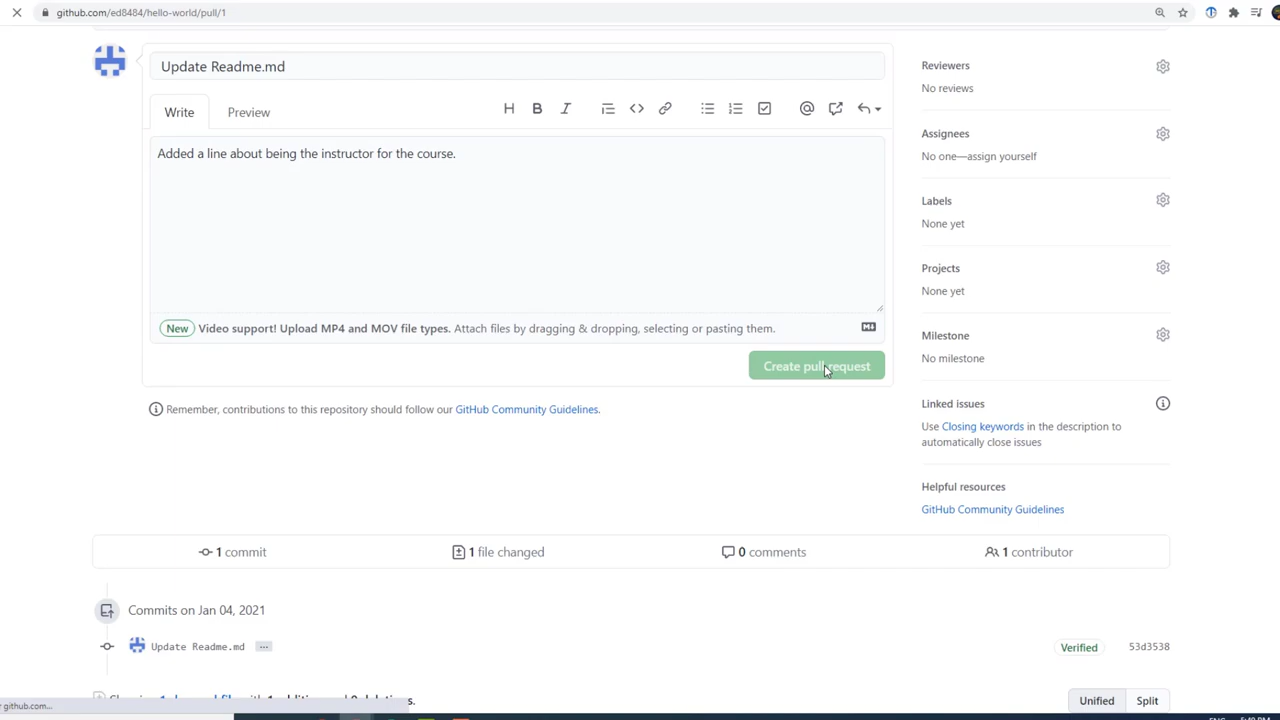 github.com/ed8484/hello-world/pull/1
Update Readme.md
Reviewers
No reviews
Write
Preview
Added a line about being the instructor for the course.
Assignees
No one—assign yourself
Labels
None yet
Projects
None yet
New Video support! Upload MP4 and MOV file types. Attach files by dragging & dropping, selecting or pasting them.
Milestone
No milestone
Create pull request
Remember, contributions to this repository should follow our GitHub Community Guidelines.
Linked issues
Use Closing keywords in the description to
automatically close issues
Helpful resources
GitHub Community Guidelines
1 commit
1 file changed
0 comments
1 contributor
Commits on Jan 04, 2021
Update Readme.md
Verified
53d3538
Unified
Split
github.com...